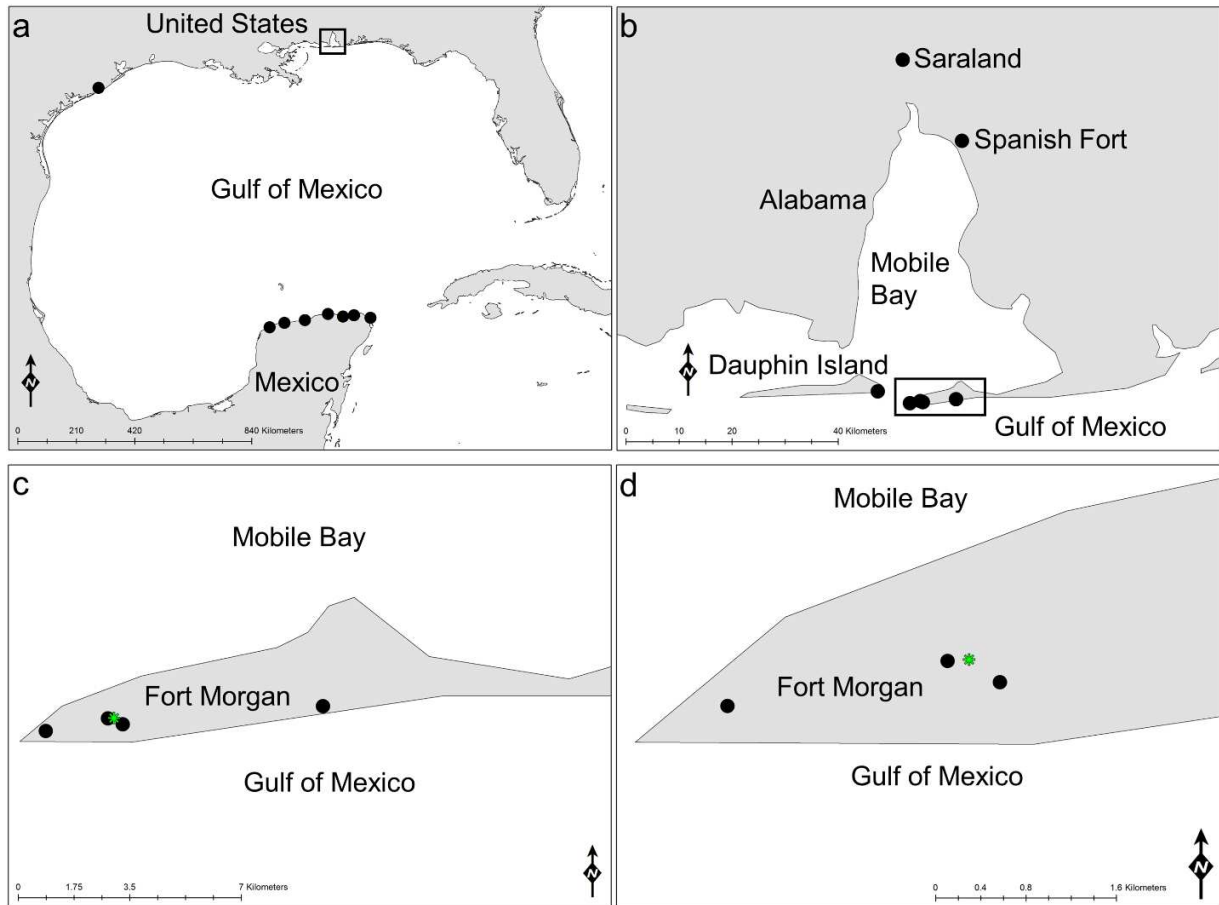 a
United States
Gulf of Mexico
Mexico
N
0 210 420 840 Kilometers
b
Saraland
Spanish Fort
Alabama
Mobile
Bay
Dauphin Island
N
Gulf of Mexico
0 5 10 20 30 40 Kilometers
c
Mobile Bay
Fort Morgan
Gulf of Mexico
N
0 1.75 3.5 7 Kilometers
d
Mobile Bay
Fort Morgan
Gulf of Mexico
N
0 0.4 0.8 1.6 Kilometers